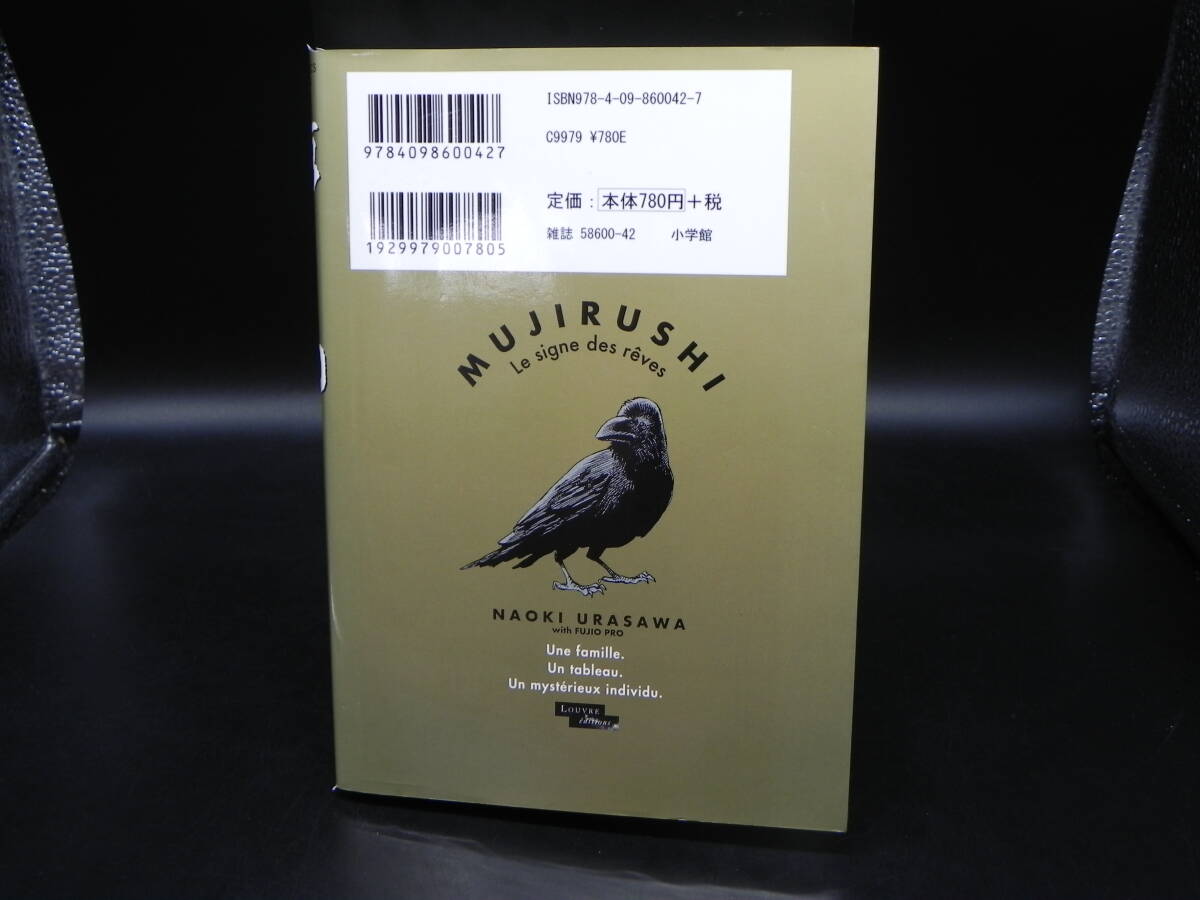 ISBN978-4-09-860042-7
9784098600427
C9979 ¥780E
定価：本体780円+税
1929979007805
雑誌 58600-42 小学館
MUJIRUSHI
Le signe des rêves
NAOKI URASAWA
with FUJIO PRO
Une famille.
Un tableau.
Un mystérieux individu.
LOUVRE
éditions